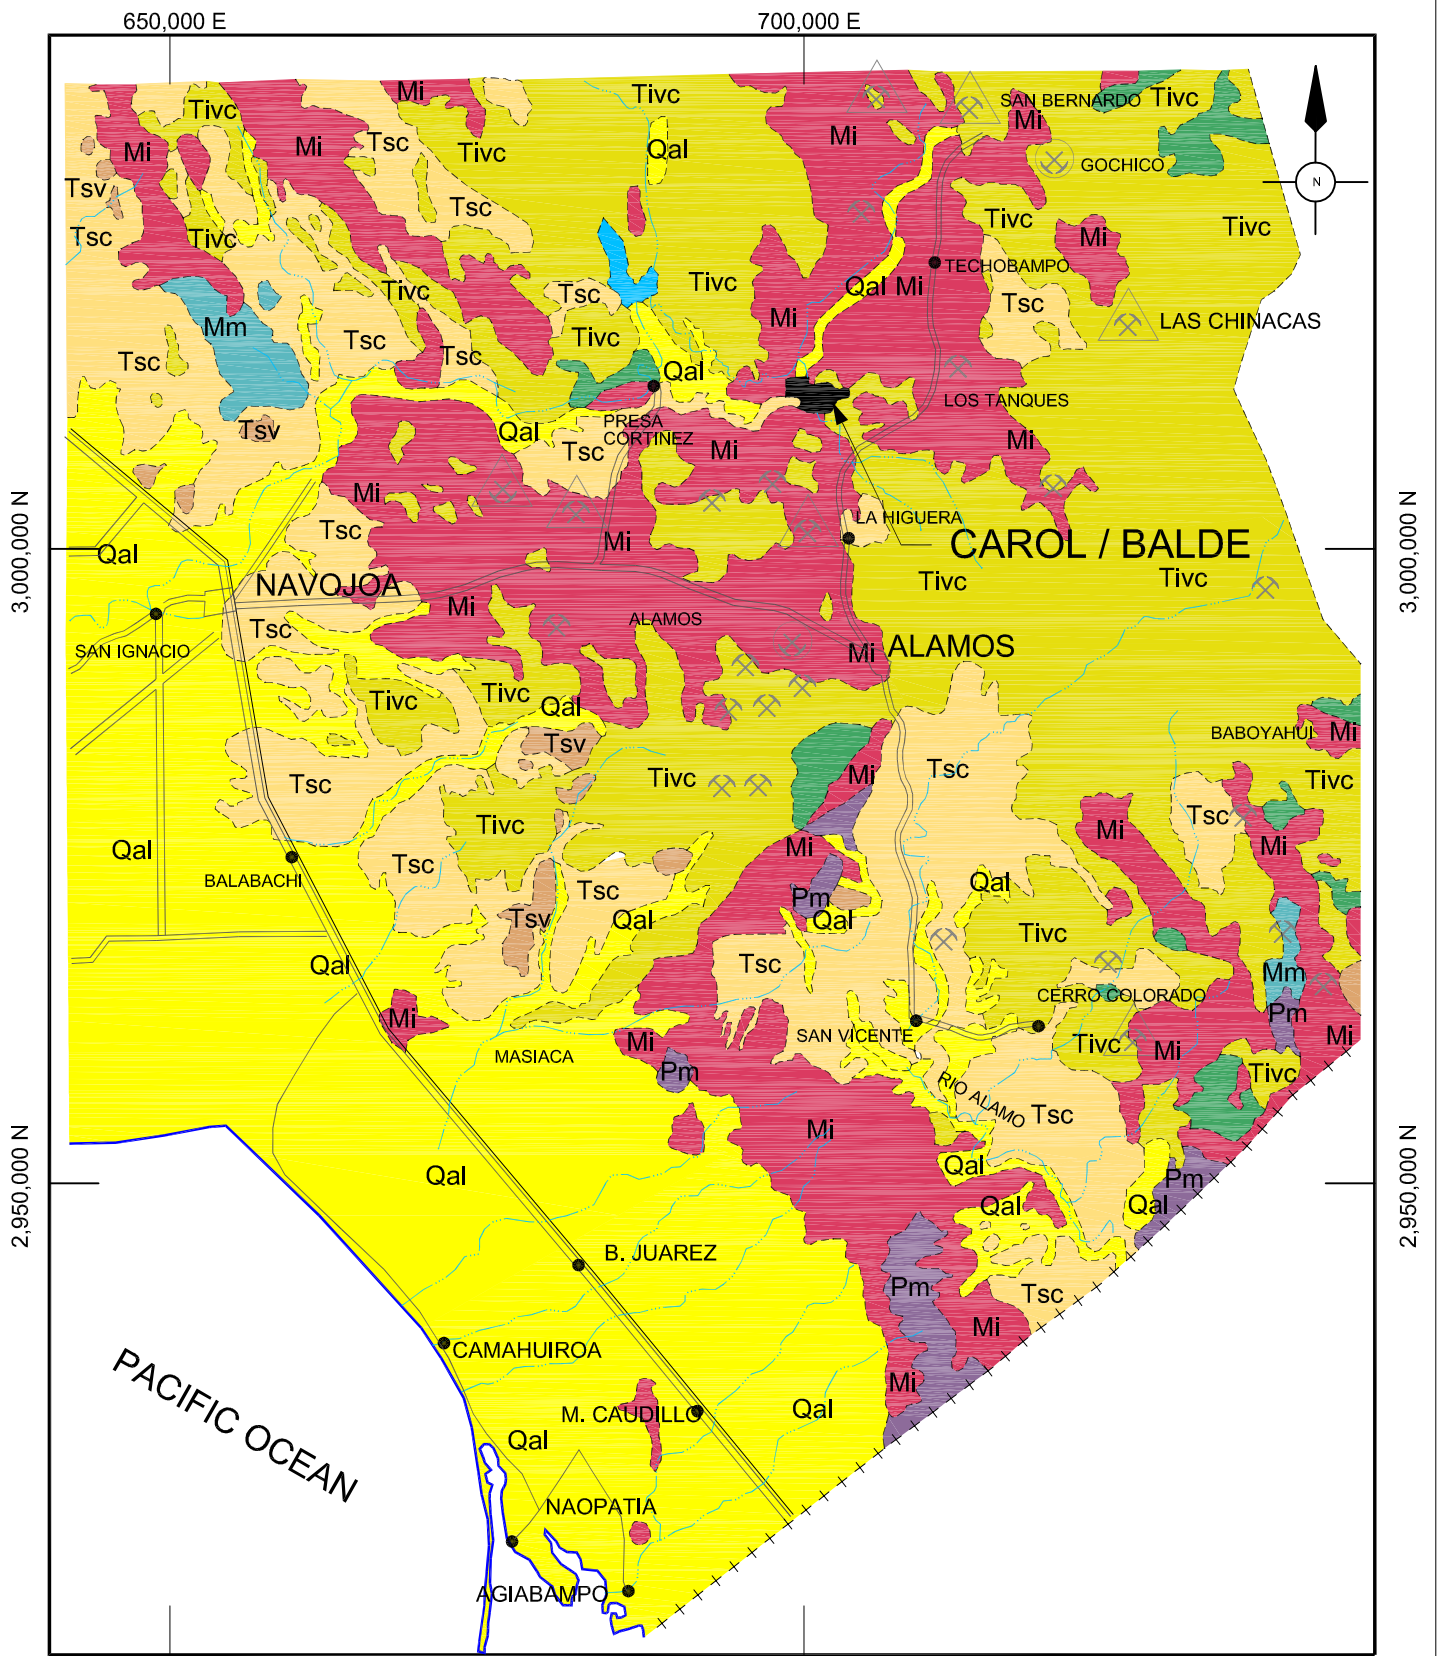 650,000 E
700,000 E
Tivc
Mi
Tivc
SAN BERNARDO
Tivc
Mi
Mi
Mi
Tsc
Tivc
Qal
Mi
GOCHICO
N
Tsv
Tsc
Tsc
Tivc
Tivc
Mi
Tivc
TECHOBAMPO
Tivc
Tivc
Tsc
Qal
Mi
Tsc
Mm
Mi
LAS CHINACAS
Tsc
Tivc
Tsc
Tsc
Qal
LOS TANQUES
Tsv
Qal
PRESA
CORTINEZ
Tsc
Mi
Mi
Mi
Tsc
LA HIGUERA
Mi
CAROL / BALDE
3,000,000 N
3,000,000 N
Qal
NAVOJOA
Tivc
Tivc
Mi
ALAMOS
Tsc
SAN IGNACIO
Mi
ALAMOS
Tivc
Tivc
Qal
BABOYAHUI
Mi
Tsv
Tsc
Tivc
Mi
Tsc
Tivc
Tivc
Tsc
Mi
Qal
Mi
Mi
BALABACHI
Tsc
Tsc
Pm
Qal
Tsv
Qal
Qal
Tivc
Qal
Tsc
Mm
CERRO COLORADO
Mi
Pm
MASIACA
Mi
SAN VICENTE
Tivc
Mi
Mi
Pm
Tivc
RIO ALAMO
Tsc
Mi
2,950,000 N
2,950,000 N
Qal
Qal
Pm
Qal
Qal
B. JUAREZ
Pm
Tsc
Mi
CAMAHUIROA
PACIFIC OCEAN
Mi
M. CAUDILLO
Qal
Qal
NAOPATIA
AGIABAMPO